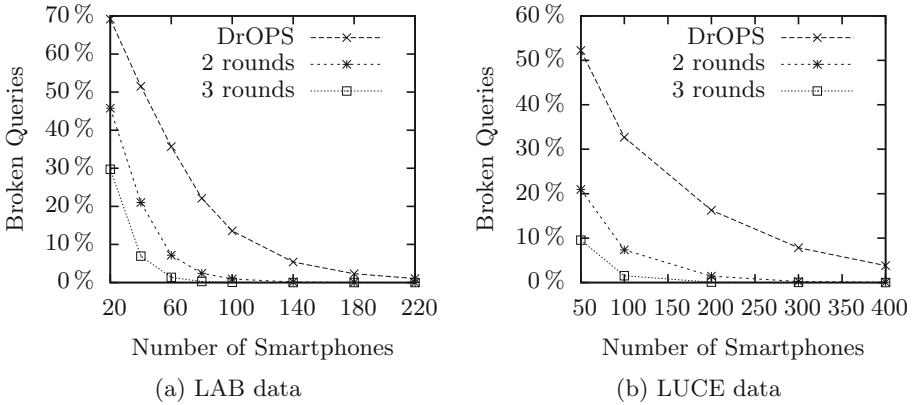 70 %
60 %
50 %
40 %
30 %
20 %
10 %
0 %
Broken Queries
DrOPS
2 rounds
3 rounds
20 60 100 140 180 220
Number of Smartphones
(a) LAB data
60 %
50 %
40 %
30 %
20 %
10 %
0 %
Broken Queries
DrOPS
2 rounds
3 rounds
50 100 150 200 250 300 350 400
Number of Smartphones
(b) LUCE data